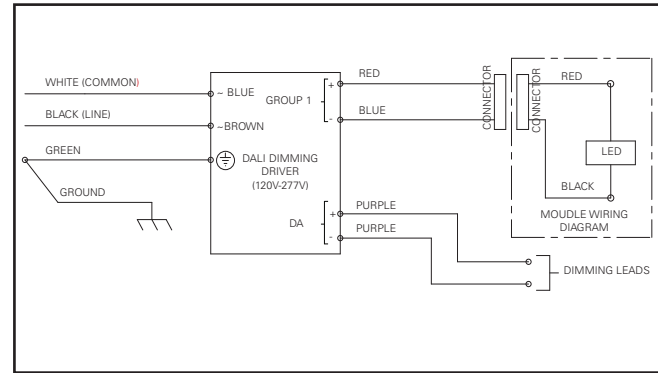 WHITE (COMMON)
BLACK (LINE)
GREEN
GROUND
~ BLUE
~BROWN
GROUP 1
+
-
DALI DIMMING
DRIVER
(120V-277V)
DA
+
-
RED
BLUE
PURPLE
PURPLE
CONNECTOR
CONNECTOR
RED
LED
BLACK
MOUDLE WIRING
DIAGRAM
DIMMING LEADS